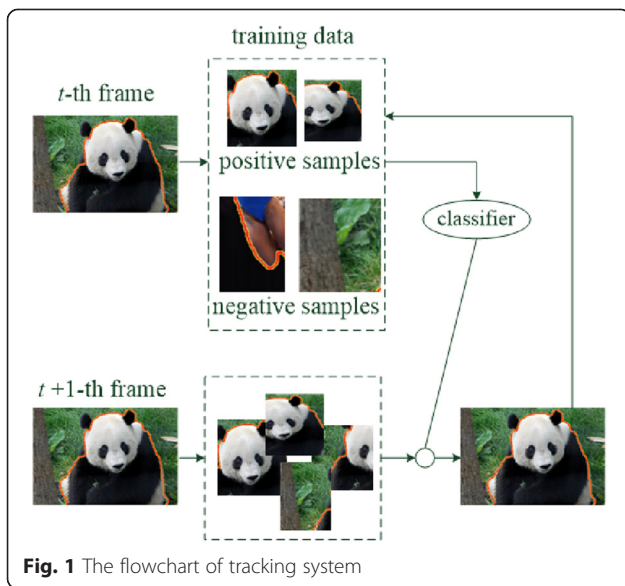 training data
t-th frame
positive samples
classifier
negative samples
t +1-th frame
Fig. 1 The flowchart of tracking system